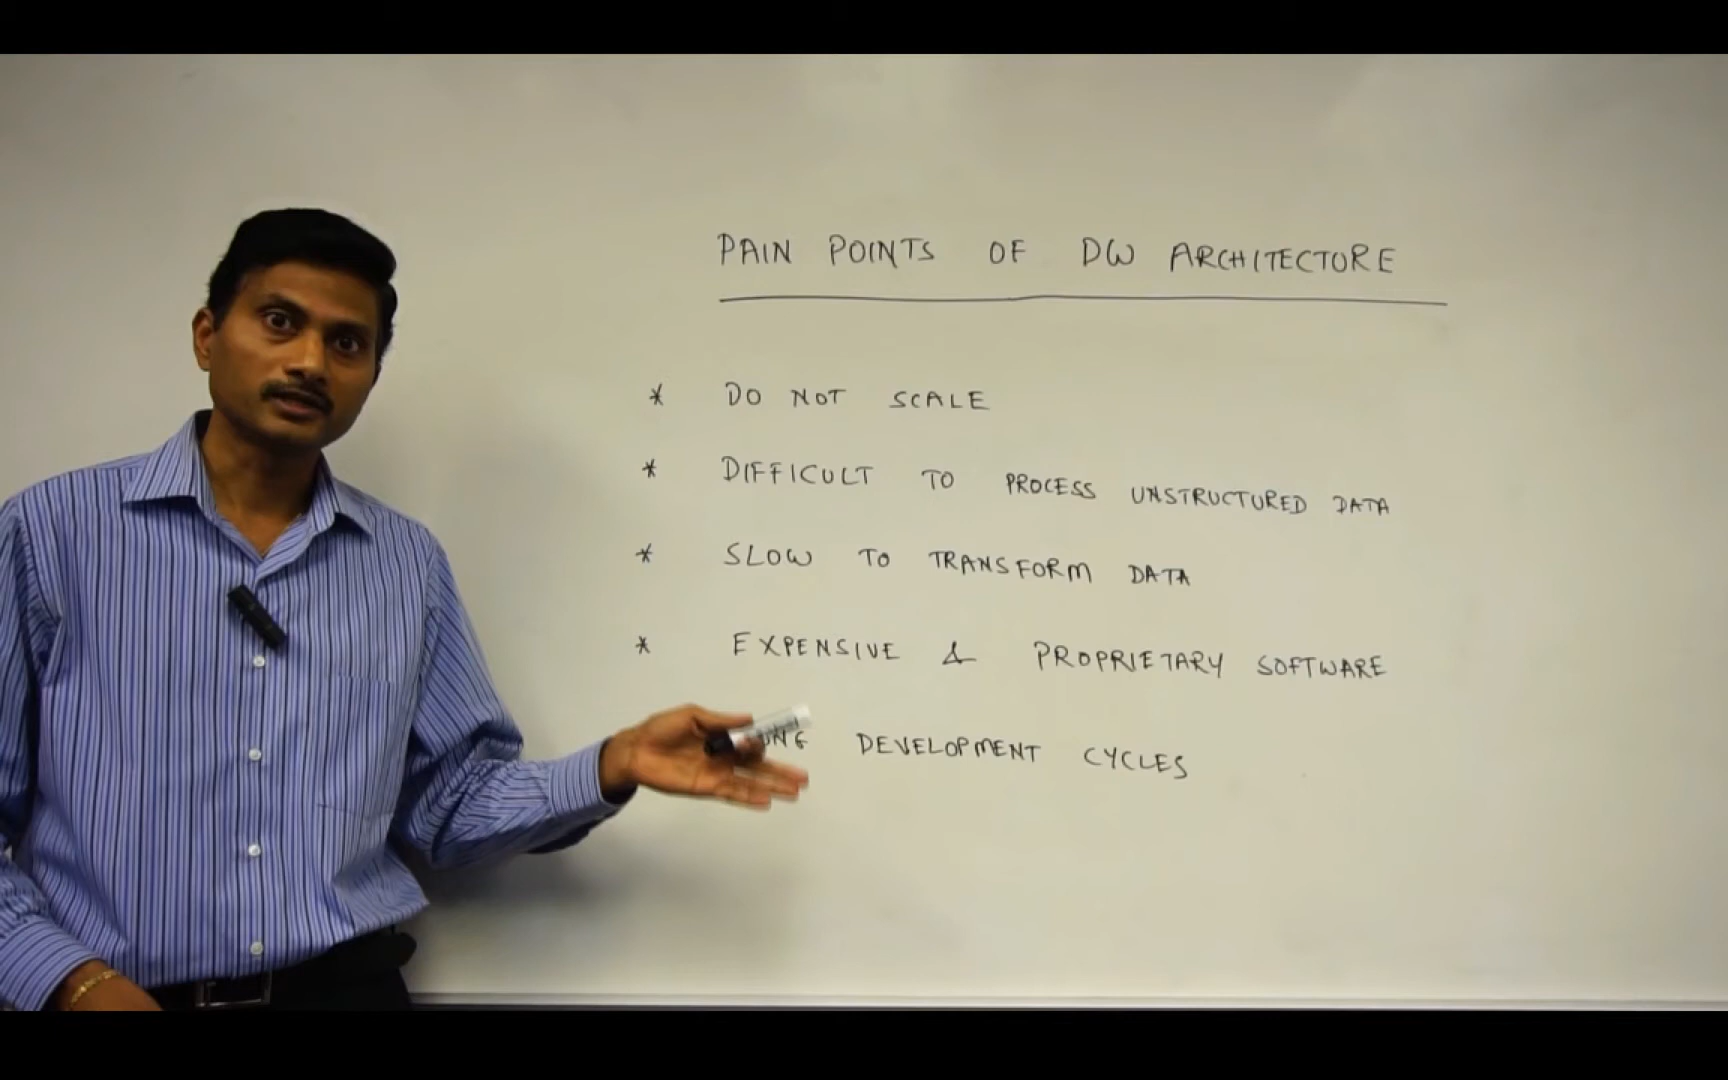 PAIN POINTS OF DW ARCHITECTORE
* DO NOT SCALE
* DIFFICULT TO PROCESS UNSTRUCTURED DATA
* SLOW TO TRANSFORM DATA
* EXPENSIVE & PROPRIETARY SOFTWARE
DEVELOPMENT CYCLES